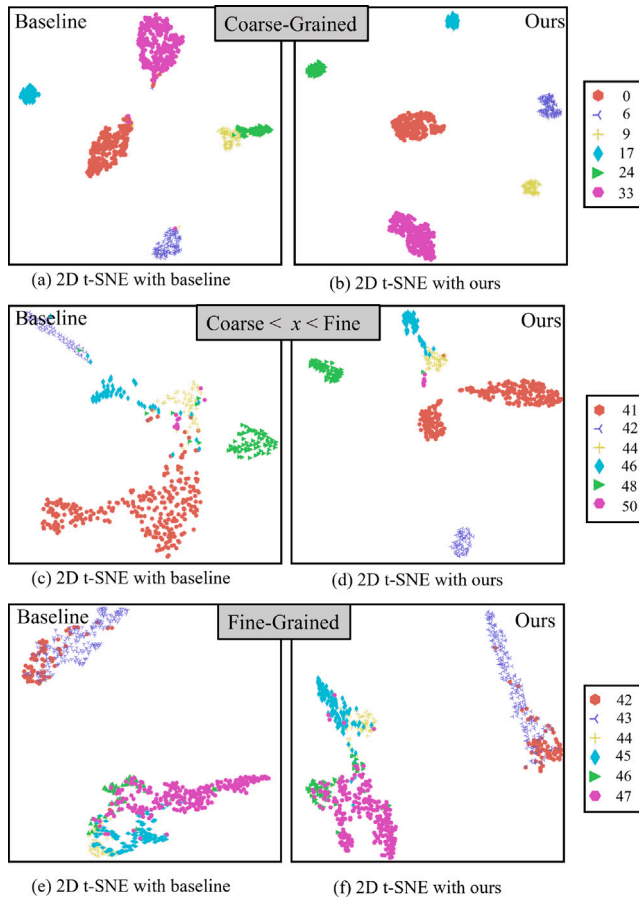 Baseline
Coarse-Grained
Ours
0
6
9
17
24
33
(a) 2D t-SNE with baseline
(b) 2D t-SNE with ours
Baseline
Coarse < x < Fine
Ours
41
42
44
46
48
50
(c) 2D t-SNE with baseline
(d) 2D t-SNE with ours
Baseline
Fine-Grained
Ours
42
43
44
45
46
47
(e) 2D t-SNE with baseline
(f) 2D t-SNE with ours